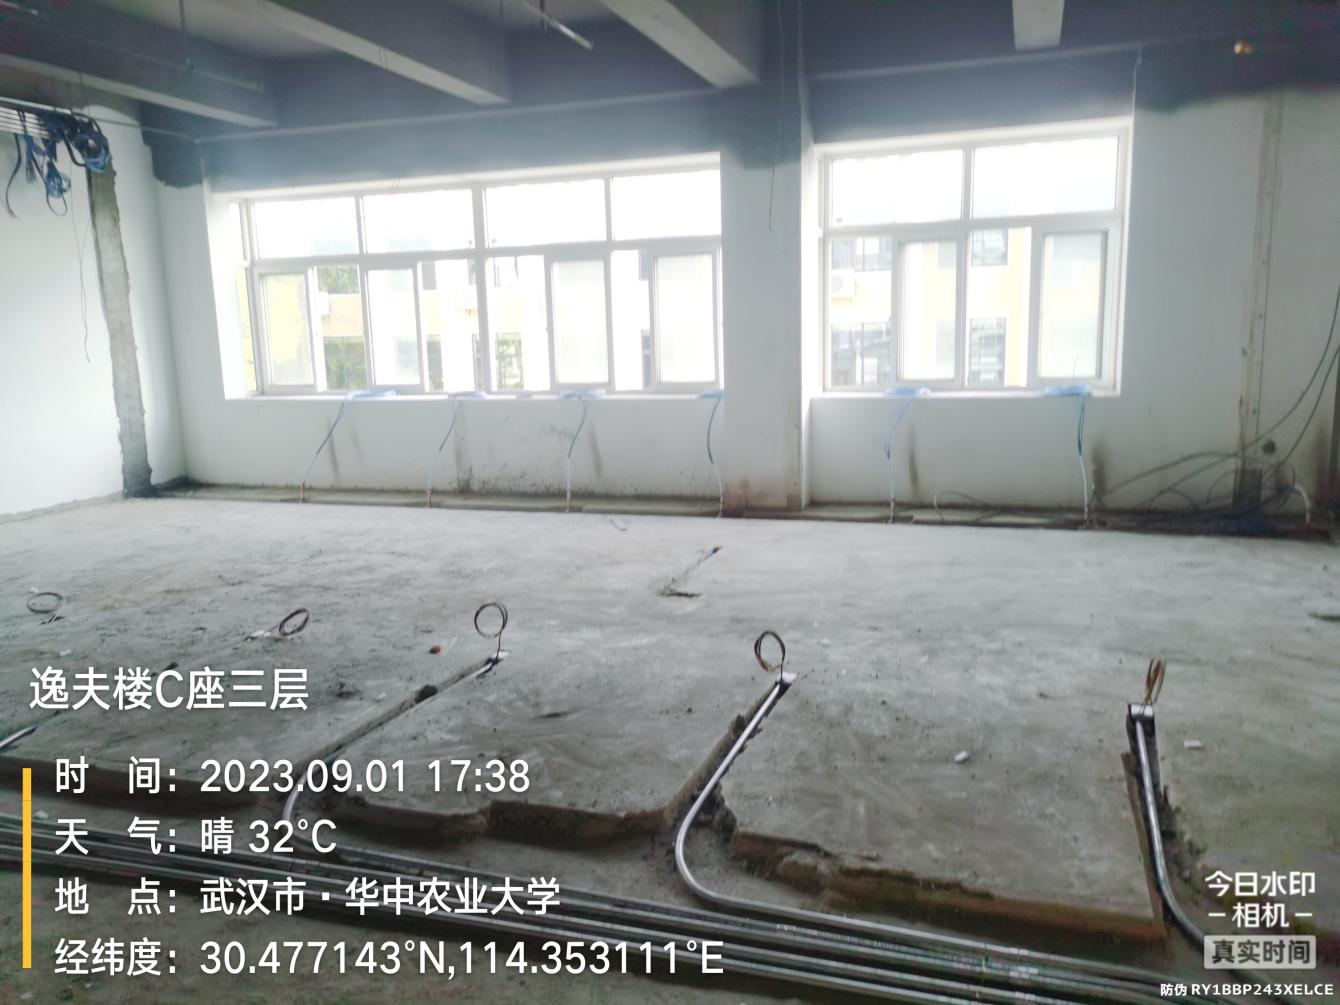 逸夫楼C座三层
时 间：2023.09.01 17:38
天 气：晴 32°C
地 点：武汉市·华中农业大学
经纬度：30.477143°N,114.353111°E
今日水印
-相机-
真实时间
防伪 RY1BBP243XELCE